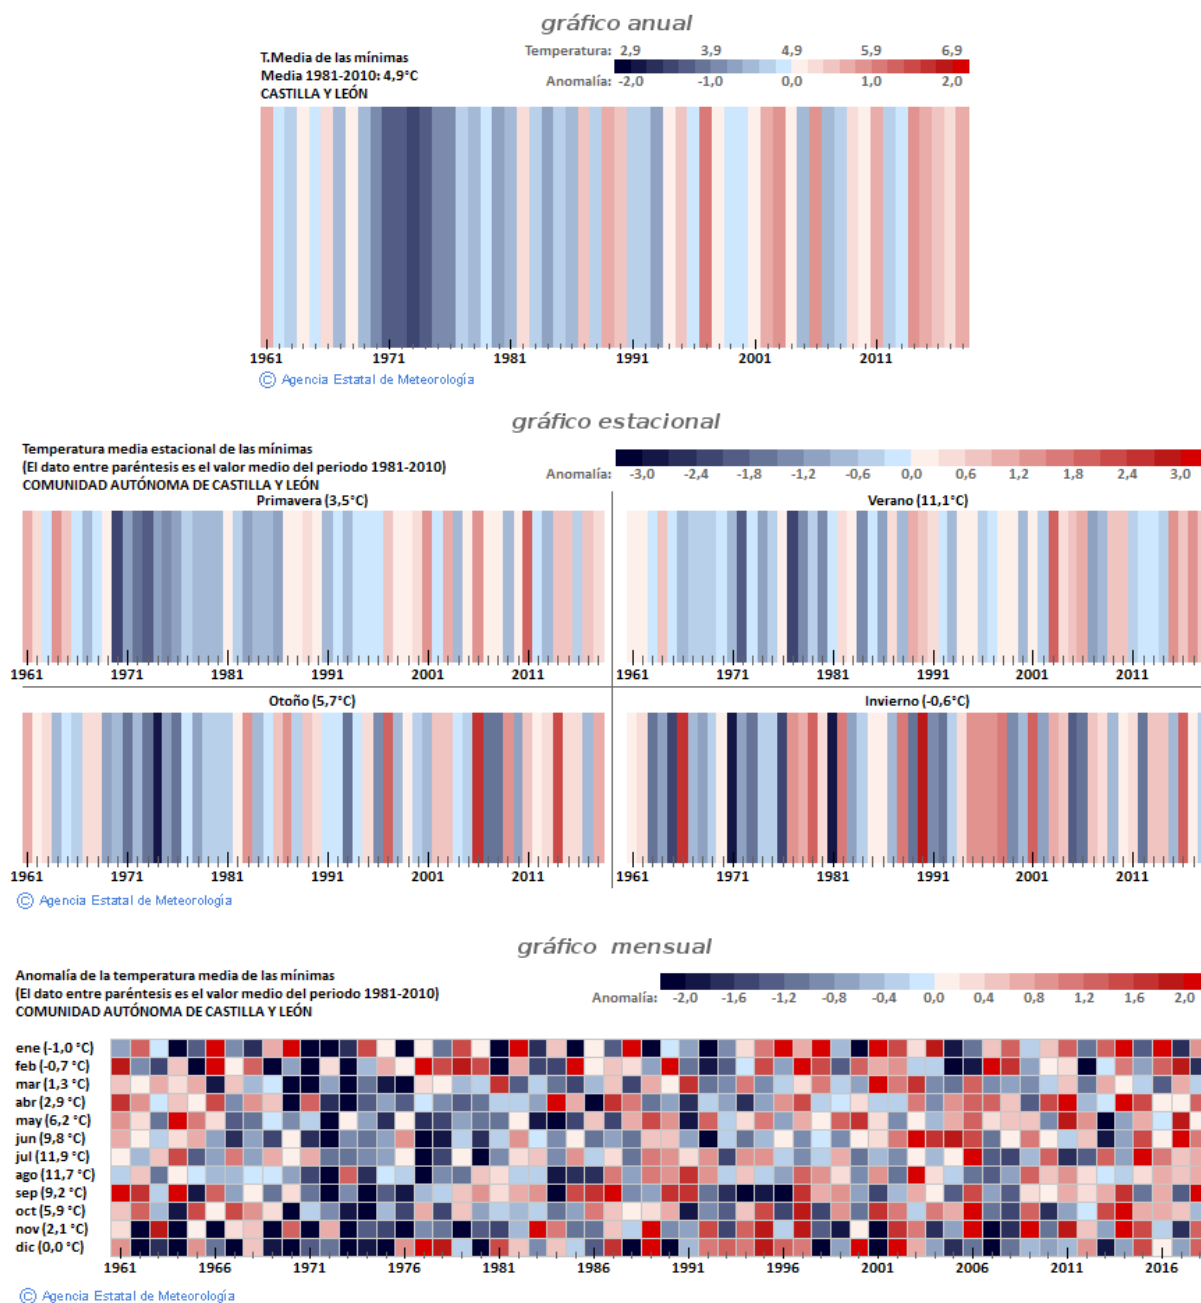 gráfico anual
T.Media de las mínimas
Media 1981-2010: 4,9°C
CASTILLA Y LEÓN
Temperatura: 2,9 3,9 4,9 5,9 6,9
Anomalía: -2,0 -1,0 0,0 1,0 2,0
1961 1971 1981 1991 2001 2011
© Agencia Estatal de Meteorología
gráfico estacional
Temperatura media estacional de las mínimas
(El dato entre paréntesis es el valor medio del periodo 1981-2010)
COMUNIDAD AUTÓNOMA DE CASTILLA Y LEÓN
Anomalía: -3,0 -2,4 -1,8 -1,2 -0,6 0,0 0,6 1,2 1,8 2,4 3,0
Primavera (3,5°C)
1961 1971 1981 1991 2001 2011
Verano (11,1°C)
1961 1971 1981 1991 2001 2011
Otoño (5,7°C)
1961 1971 1981 1991 2001 2011
Invierno (-0,6°C)
1961 1971 1981 1991 2001 2011
© Agencia Estatal de Meteorología
gráfico mensual
Anomalía de la temperatura media de las mínimas
(El dato entre paréntesis es el valor medio del periodo 1981-2010)
COMUNIDAD AUTÓNOMA DE CASTILLA Y LEÓN
Anomalía: -2,0 -1,6 -1,2 -0,8 -0,4 0,0 0,4 0,8 1,2 1,6 2,0
ene (-1,0 °C)
feb (-0,7 °C)
mar (1,3 °C)
abr (2,9 °C)
may (6,2 °C)
jun (9,8 °C)
jul (11,9 °C)
ago (11,7 °C)
sep (9,2 °C)
oct (5,9 °C)
nov (2,1 °C)
dic (0,0 °C)
1961 1966 1971 1976 1981 1986 1991 1996 2001 2006 2011 2016
© Agencia Estatal de Meteorología